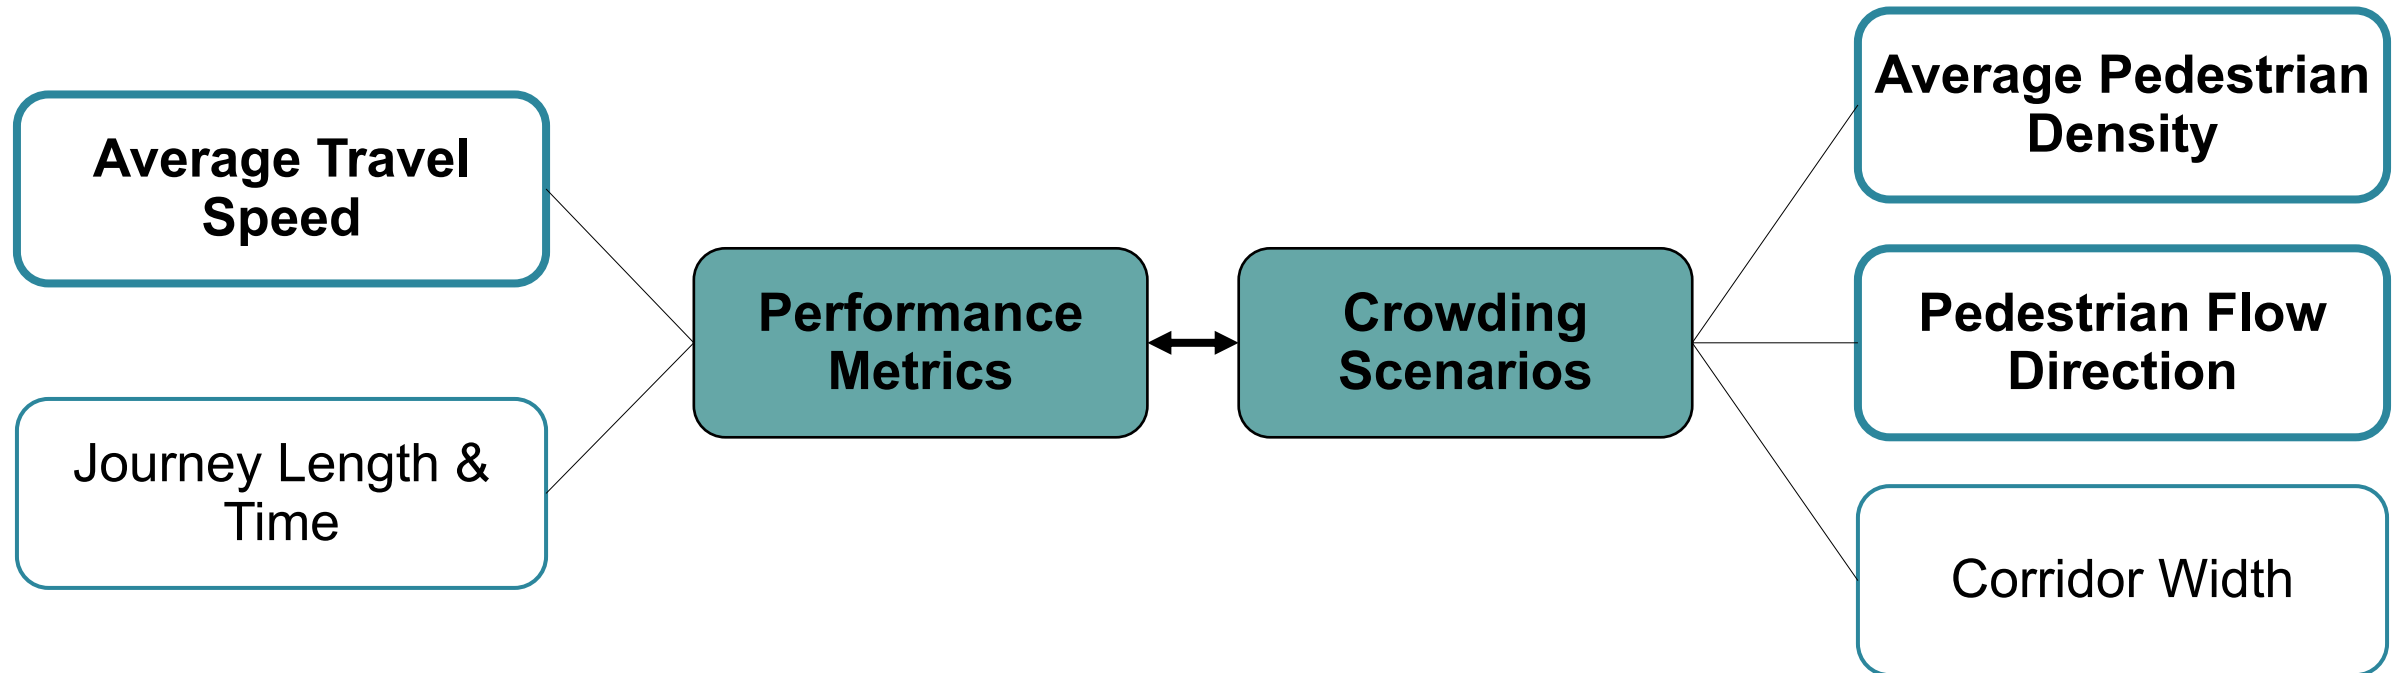 Average Travel
Speed
Journey Length &
Time
Performance
Metrics
Crowding
Scenarios
Average Pedestrian
Density
Pedestrian Flow
Direction
Corridor Width